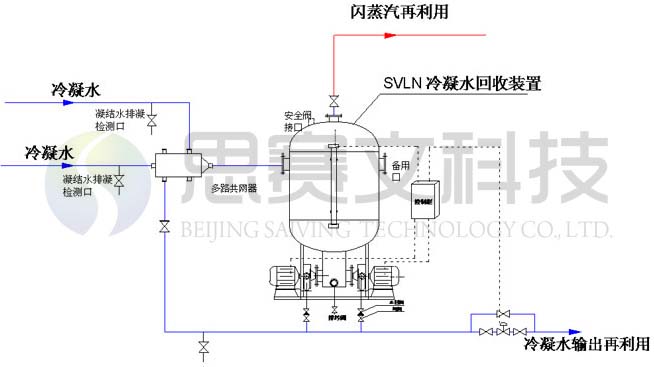 闪蒸汽再利用
SVLN 冷凝水回收装置
冷凝水
凝结水排凝
检测口
安全阀
接口
冷凝水
凝结水排凝
检测口
多路共网器
备用
口
控制柜
思赛文科技
BEIJING SAIVING TECHNOLOGY CO., LTD.
排污阀
冷凝水输出再利用